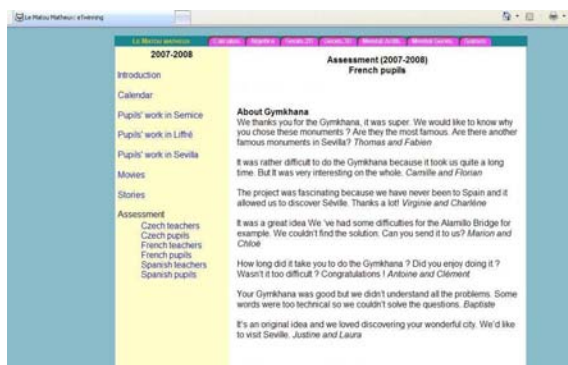 Le Matou Matheux: eTwinning
Le Matou matheux
2007-2008
Introduction
Calendar
Pupils' work in Semice
Pupils' work in Liffré
Pupils' work in Sevilla
Movies
Stories
Assessment
Czech teachers
Czech pupils
French teachers
French pupils
Spanish teachers
Spanish pupils
Assessment (2007-2008)
French pupils
About Gymkhana
We thanks you for the Gymkhana, it was super. We would like to know why
you chose these monuments ? Are they the most famous. Are there another
famous monuments in Sevilla? Thomas and Fabien
It was rather difficult to do the Gymkhana because it took us quite a long
time. But It was very interesting on the whole. Camille and Florian
The project was fascinating because we have never been to Spain and it
allowed us to discover Séville. Thanks a lot! Virginie and Charlène
It was a great idea We 've had some difficulties for the Alamillo Bridge for
example. We couldn't find the solution. Can you send it to us? Marion and
Chloé
How long did it take you to do the Gymkhana ? Did you enjoy doing it ?
Wasn't it too difficult ? Congratulations ! Antoine and Clément
Your Gymkhana was good but we didn't understand all the problems. Some
words were too technical so we couldn't solve the questions. Baptiste
It's an original idea and we loved discovering your wonderful city. We'd like
to visit Seville. Justine and Laura